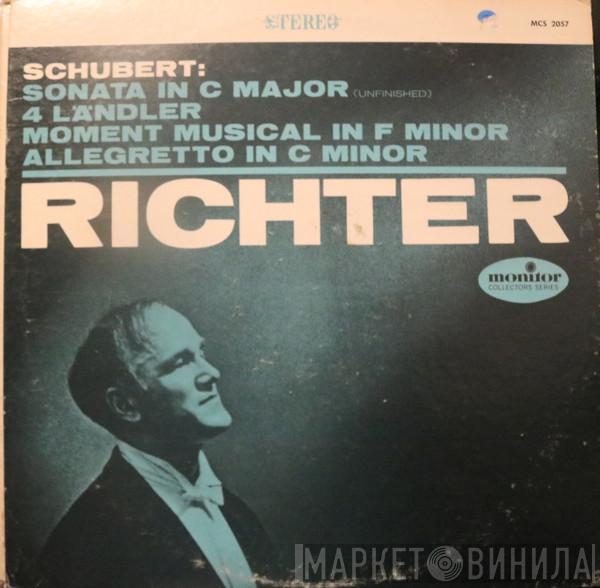 STEREO
MCS 2057
SCHUBERT:
SONATA IN C MAJOR (UNFINISHED)
4 LÄNDLER
MOMENT MUSICAL IN F MINOR
ALLEGRETTO IN C MINOR
RICHTER
monitor
COLLECTORS SERIES
МАРКЕТ ВИНИЛА